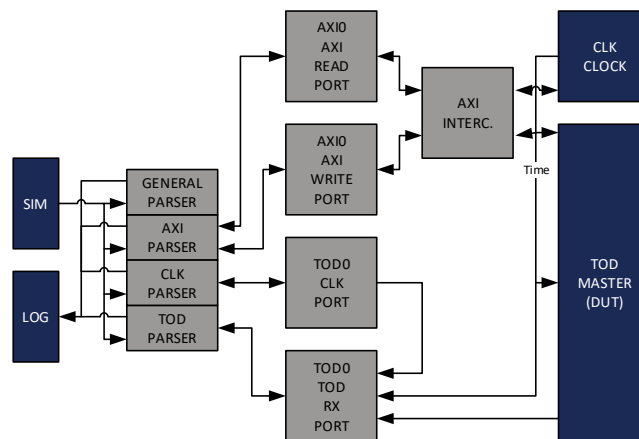 AXI0
AXI
READ
PORT
CLK
CLOCK
AXI
INTERC.
AXI0
AXI
WRITE
PORT
Time
SIM
GENERAL
PARSER
AXI
PARSER
CLK
PARSER
TOD
PARSER
LOG
TOD0
CLK
PORT
TOD
MASTER
(DUT)
TOD0
TOD
RX
PORT